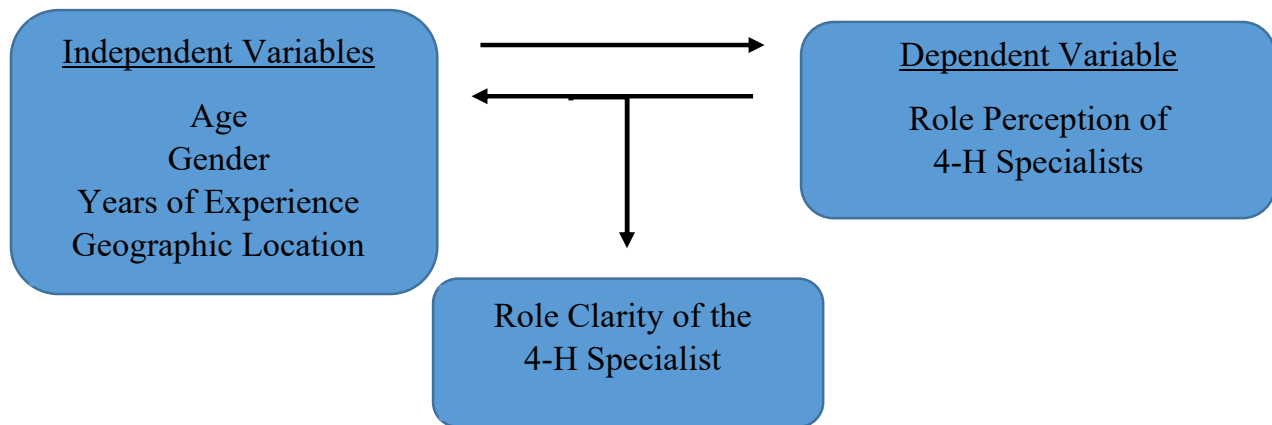 Independent Variables
Age
Gender
Years of Experience
Geographic Location
Dependent Variable
Role Perception of
4-H Specialists
Role Clarity of the
4-H Specialist